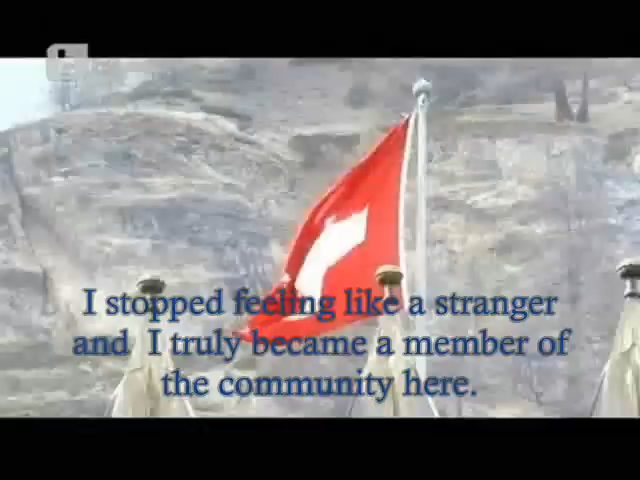 I stopped feeling like a stranger
and I truly became a member of
the community here.